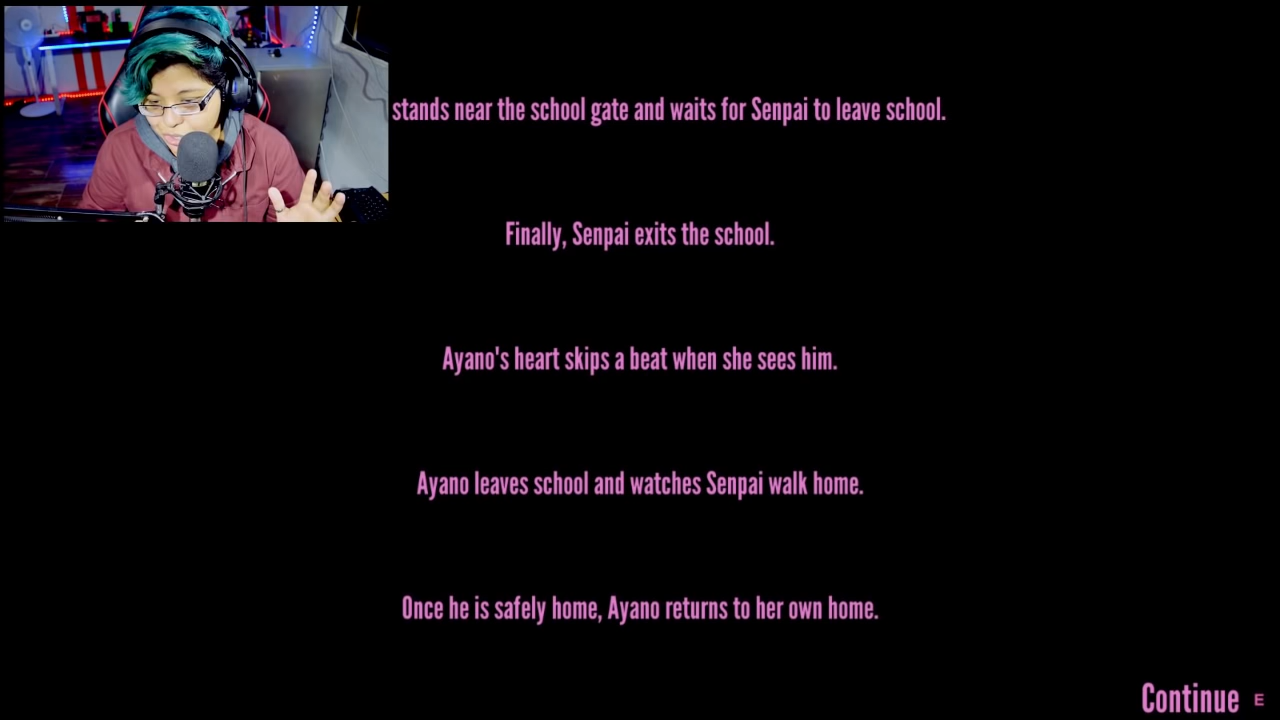 stands near the school gate and waits for Senpai to leave school.
Finally, Senpai exits the school.
Ayano's heart skips a beat when she sees him.
Ayano leaves school and watches Senpai walk home.
Once he is safely home, Ayano returns to her own home.
Continue E